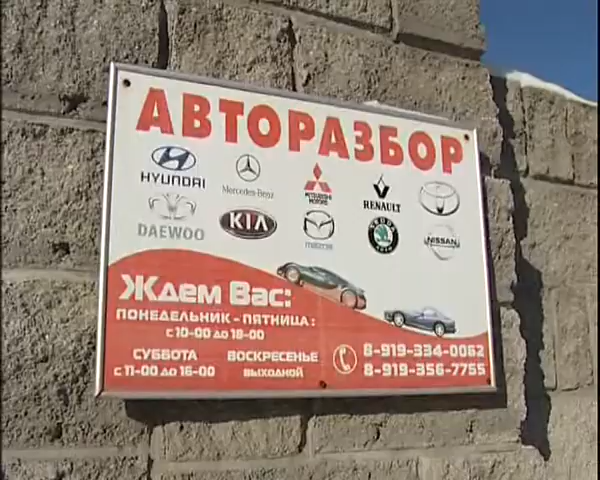 АВТОРАЗБОР
HYUNDAI Mercedes-Benz MITSUBISHI MOTORS RENAULT
DAEWOO KIA mazda SKODA NISSAN
Ждем Вас:
ПОНЕДЕЛЬНИК - ПЯТНИЦА:
с 10-00 до 18-00
СУББОТА ВОСКРЕСЕНЬЕ 8-919-334-0062
с 11-00 до 16-00 ВЫХОДНОЙ 8-919-356-7755